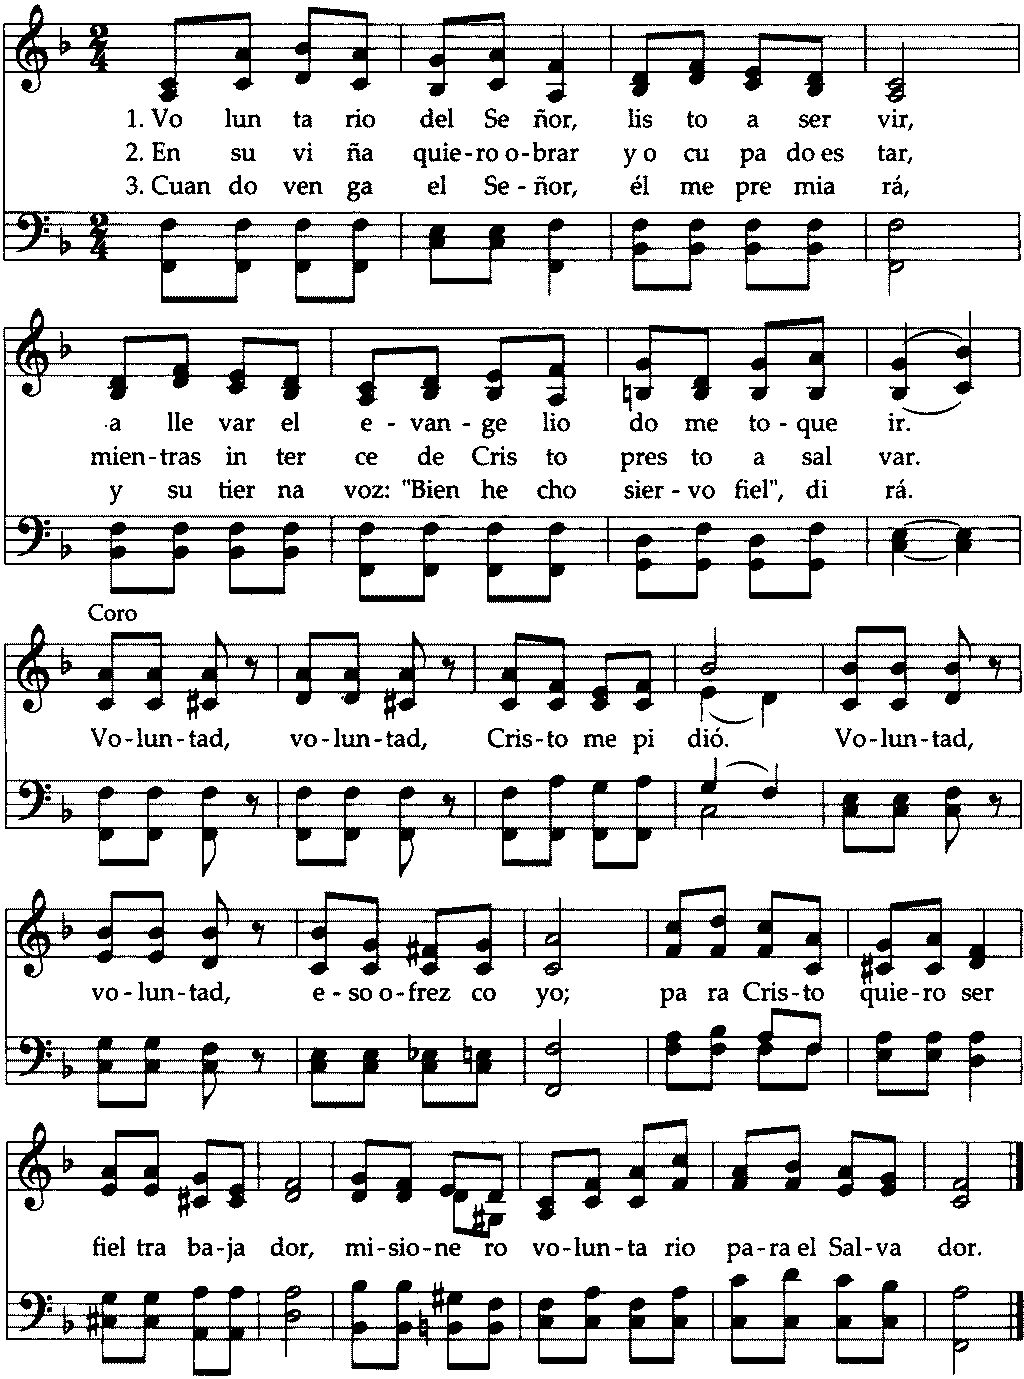 1. Vo lun ta rio del Se ñor, lis to a ser vir,
2. En su vi ña quie-ro o-brar y o cu pa do es tar,
3. Cuan do ven ga el Se-ñor, él me pre mia rá,
a lle var el e-van-ge lio do me to-que ir.
mien-tras in ter ce de Cris to pres to a sal var.
y su tier na voz: "Bien he cho sier-vo fiel", di rá.
Coro
Vo-lun-tad, vo-lun-tad, Cris-to me pi dió. Vo-lun-tad,
vo-lun-tad, e-so o-frez co yo; pa ra Cris-to quie-ro ser
fiel tra ba-ja dor, mi-sio-ne ro vo-lun-ta rio pa-ra el Sal-va dor.